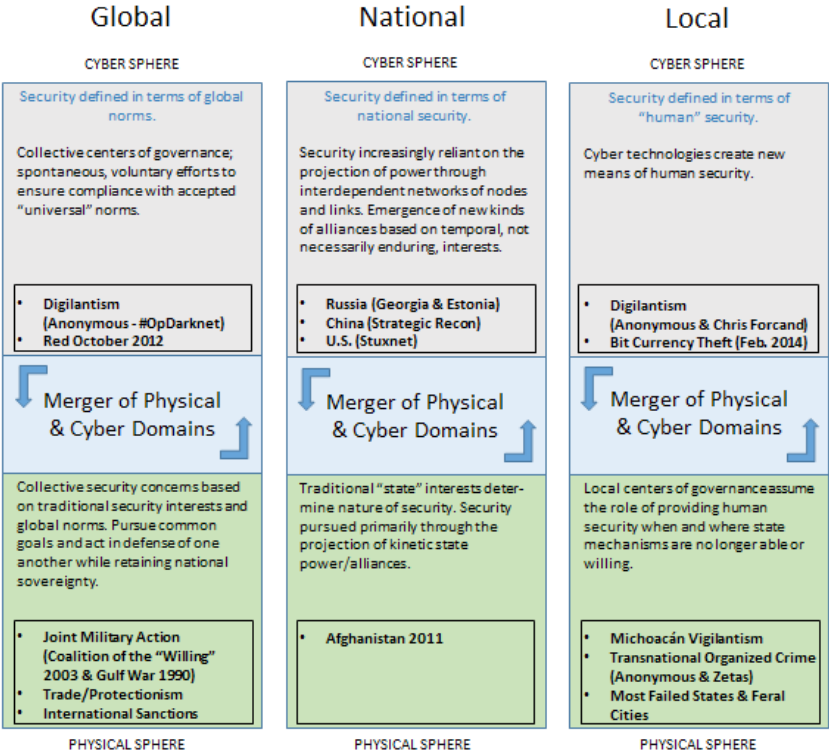 Global
CYBER SPHERE
Security defined in terms of global
norms.
Collective centers of governance;
spontaneous, voluntary efforts to
ensure compliance with accepted
“universal” norms.
• Digilantism
(Anonymous - #OpDarknet)
• Red October 2012
Merger of Physical
& Cyber Domains
Collective security concerns based
on traditional security interests and
global norms. Pursue common
goals and act in defense of one
another while retaining national
sovereignty.
• Joint Military Action
(Coalition of the “Willing”
2003 & Gulf War 1990)
• Trade/Protectionism
• International Sanctions
PHYSICAL SPHERE
National
CYBER SPHERE
Security defined in terms of
national security.
Security increasingly reliant on the
projection of power through
interdependent networks of nodes
and links. Emergence of new kinds
of alliances based on temporal, not
necessarily enduring, interests.
• Russia (Georgia & Estonia)
• China (Strategic Recon)
• U.S. (Stuxnet)
Merger of Physical
& Cyber Domains
Traditional “state” interests deter-
mine nature of security. Security
pursued primarily through the
projection of kinetic state
power/alliances.
• Afghanistan 2011
PHYSICAL SPHERE
Local
CYBER SPHERE
Security defined in terms of
“human” security.
Cyber technologies create new
means of human security.
• Digilantism
(Anonymous & Chris Forcand)
• Bit Currency Theft (Feb. 2014)
Merger of Physical
& Cyber Domains
Local centers of governance assume
the role of providing human
security when and where state
mechanisms are no longer able or
willing.
• Michoacán Vigilantism
• Transnational Organized Crime
(Anonymous & Zetas)
• Most Failed States & Feral
Cities
PHYSICAL SPHERE